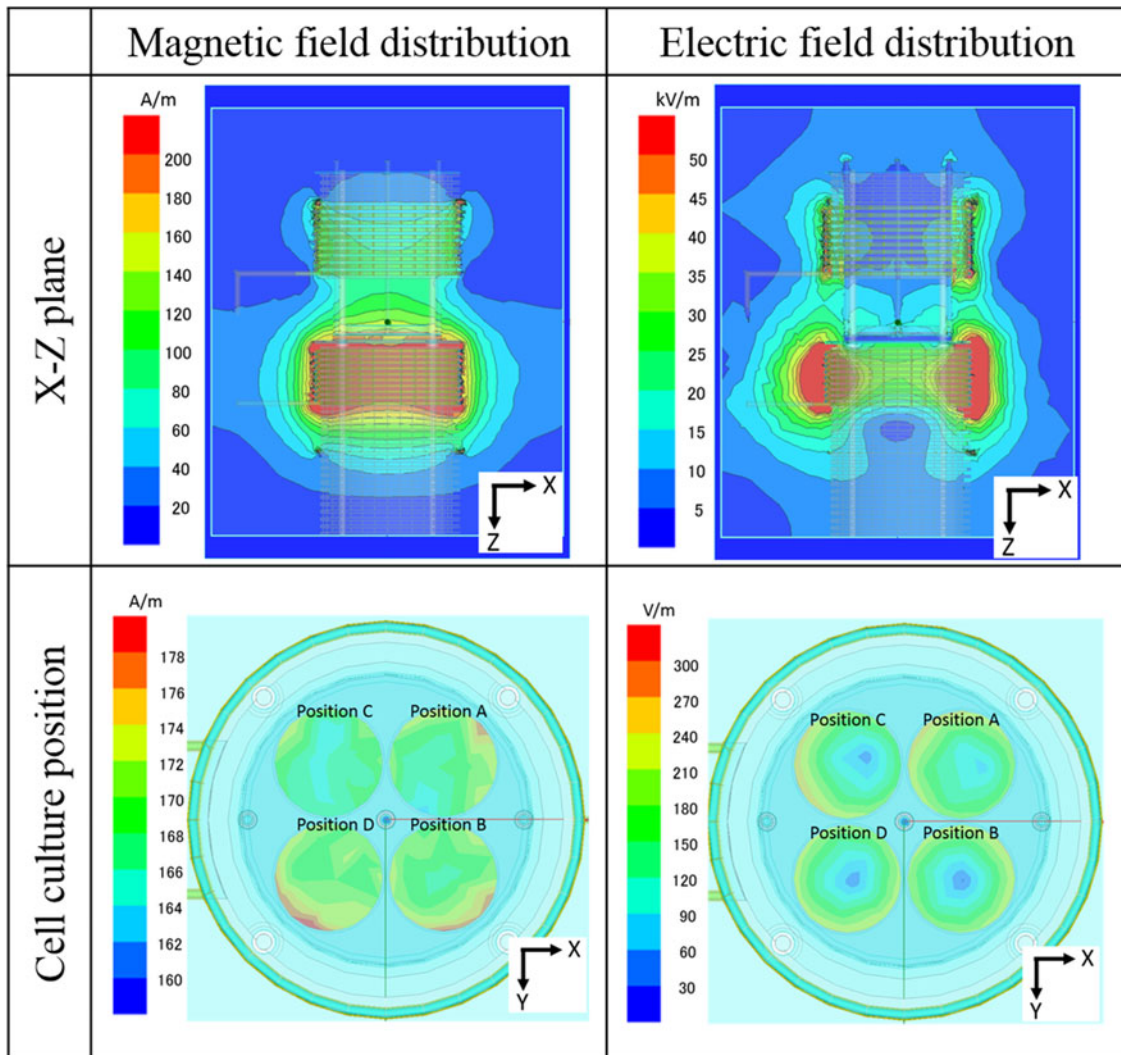 Magnetic field distribution
Electric field distribution
X-Z plane
A/m
200
180
160
140
120
100
80
60
40
20
X
Z
kV/m
50
45
40
35
30
25
20
15
10
5
X
Z
Cell culture position
A/m
178
176
174
172
170
168
166
164
162
160
Position C
Position A
Position D
Position B
X
Y
V/m
300
270
240
210
180
150
120
90
60
30
Position C
Position A
Position D
Position B
X
Y